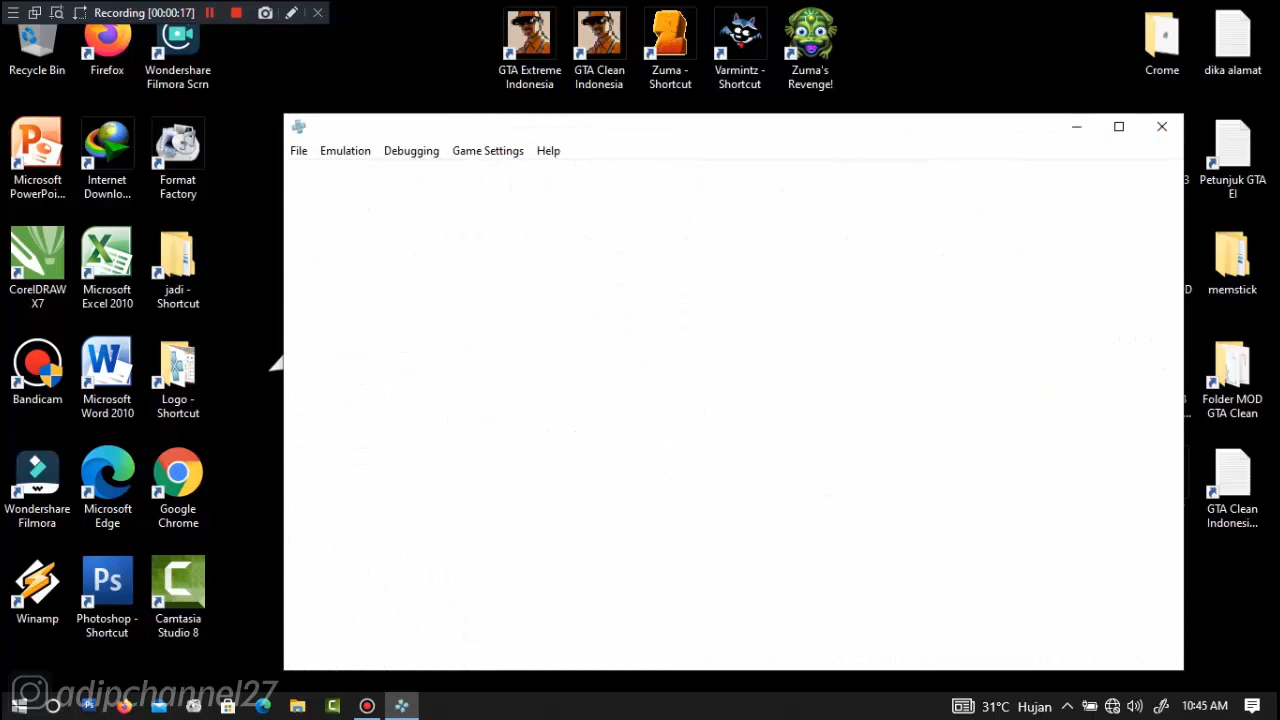 Recording [00:00:17]
Recycle Bin
Firefox
Wondershare
Filmora Scrn
GTA Extreme
Indonesia
GTA Clean
Indonesia
Zuma -
Shortcut
Varmintz -
Shortcut
Zuma's
Revenge!
Crome
dika alamat
File
Emulation
Debugging
Game Settings
Help
Microsoft
PowerPoi...
Internet
Downlo...
Format
Factory
Petunjuk GTA
EI
CorelDRAW
X7
Microsoft
Excel 2010
jadi -
Shortcut
memstick
Bandicam
Microsoft
Word 2010
Logo -
Shortcut
Folder MOD
GTA Clean
Wondershare
Filmora
Microsoft
Edge
Google
Chrome
GTA Clean
Indonesi...
Winamp
Photoshop -
Shortcut
Camtasia
Studio 8
adipchannel27
31°C Hujan
10:45 AM